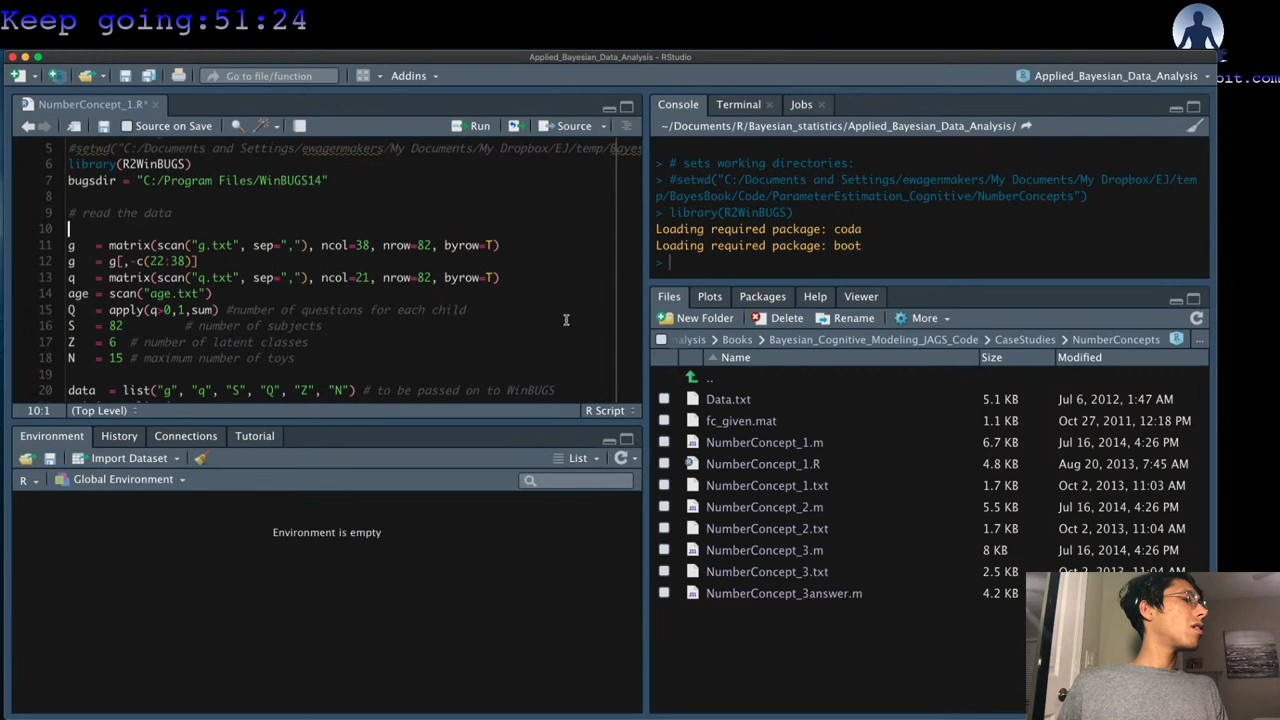 Keep going:51:24
oit.com
Applied_Bayesian_Data_Analysis - RStudio
Go to file/function
Addins
Applied_Bayesian_Data_Analysis
NumberConcept_1.R*
Source on Save
Run
Source
5 #setwd("C:/Documents and Settings/ewagenmakers/My Documents/My Dropbox/EJ/temp/Bayes
6 library(R2WinBUGS)
7 bugsdir = "C:/Program Files/WinBUGS14"
8
9 # read the data
10
11 g = matrix(scan("g.txt", sep=","), ncol=38, nrow=82, byrow=T)
12 g = g[,-c(22:38)]
13 q = matrix(scan("q.txt", sep=","), ncol=21, nrow=82, byrow=T)
14 age = scan("age.txt")
15 Q = apply(q>0,1,sum) #number of questions for each child
16 S = 82 # number of subjects
17 Z = 6 # number of latent classes
18 N = 15 # maximum number of toys
19
20 data = list("g", "q", "S", "Q", "Z", "N") # to be passed on to WinBUGS
10:1 (Top Level) R Script
Environment History Connections Tutorial
Import Dataset List
R Global Environment
Environment is empty
Console Terminal Jobs
~/Documents/R/Bayesian_statistics/Applied_Bayesian_Data_Analysis/
> # sets working directories:
> #setwd("C:/Documents and Settings/ewagenmakers/My Documents/My Dropbox/EJ/tem
p/BayesBook/Code/ParameterEstimation_Cognitive/NumberConcepts")
> library(R2WinBUGS)
Loading required package: coda
Loading required package: boot
>
Files Plots Packages Help Viewer
New Folder Delete Rename More
nalysis Books Bayesian_Cognitive_Modeling_JAGS_Code CaseStudies NumberConcepts ...
Name Size Modified
..
Data.txt 5.1 KB Jul 6, 2012, 1:47 AM
fc_given.mat 1.1 KB Oct 27, 2011, 12:18 PM
NumberConcept_1.m 6.7 KB Jul 16, 2014, 4:26 PM
NumberConcept_1.R 4.8 KB Aug 20, 2013, 7:45 AM
NumberConcept_1.txt 1.7 KB Oct 2, 2013, 11:03 AM
NumberConcept_2.m 5.5 KB Jul 16, 2014, 4:26 PM
NumberConcept_2.txt 1.7 KB Oct 2, 2013, 11:04 AM
NumberConcept_3.m 8 KB Jul 16, 2014, 4:26 PM
NumberConcept_3.txt 2.5 KB Oct 2, 2013, 11:04 AM
NumberConcept_3answer.m 4.2 KB